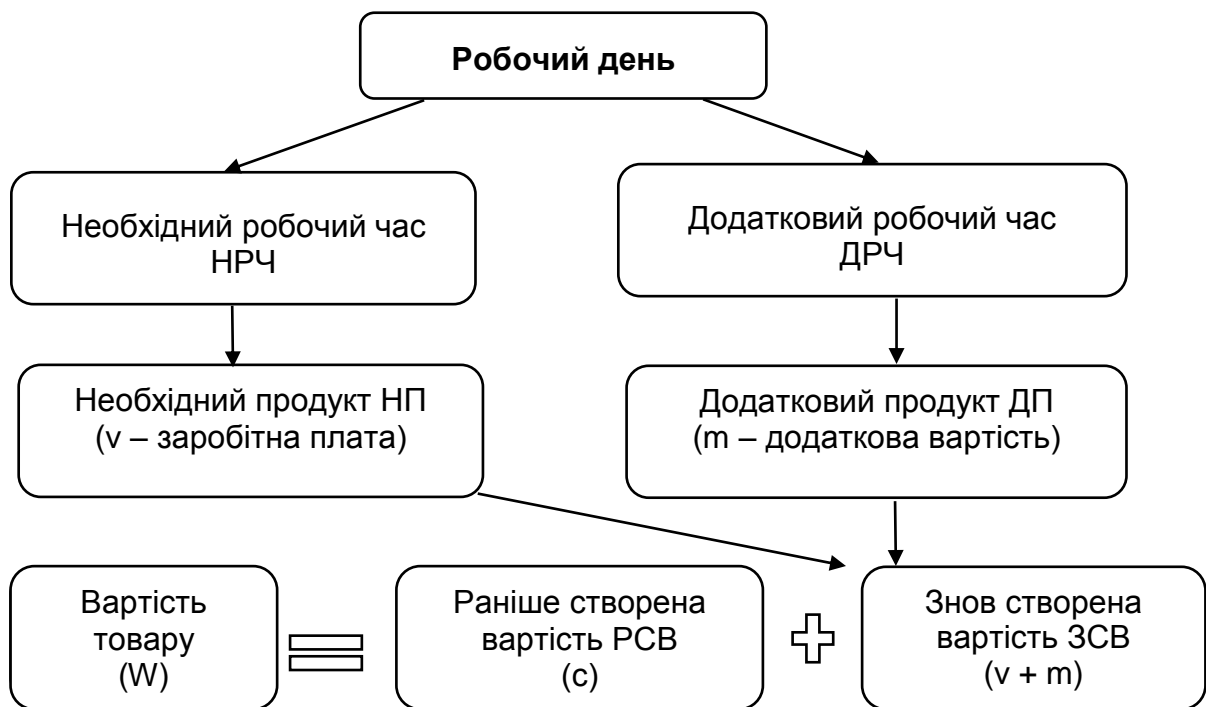 Робочий день
Необхідний робочий час
НРЧ
Додатковий робочий час
ДРЧ
Необхідний продукт НП
(v – заробітна плата)
Додатковий продукт ДП
(m – додаткова вартість)
Вартість
товару
(W)
Раніше створена
вартість РСВ
(c)
Знов створена
вартість ЗСВ
(v + m)